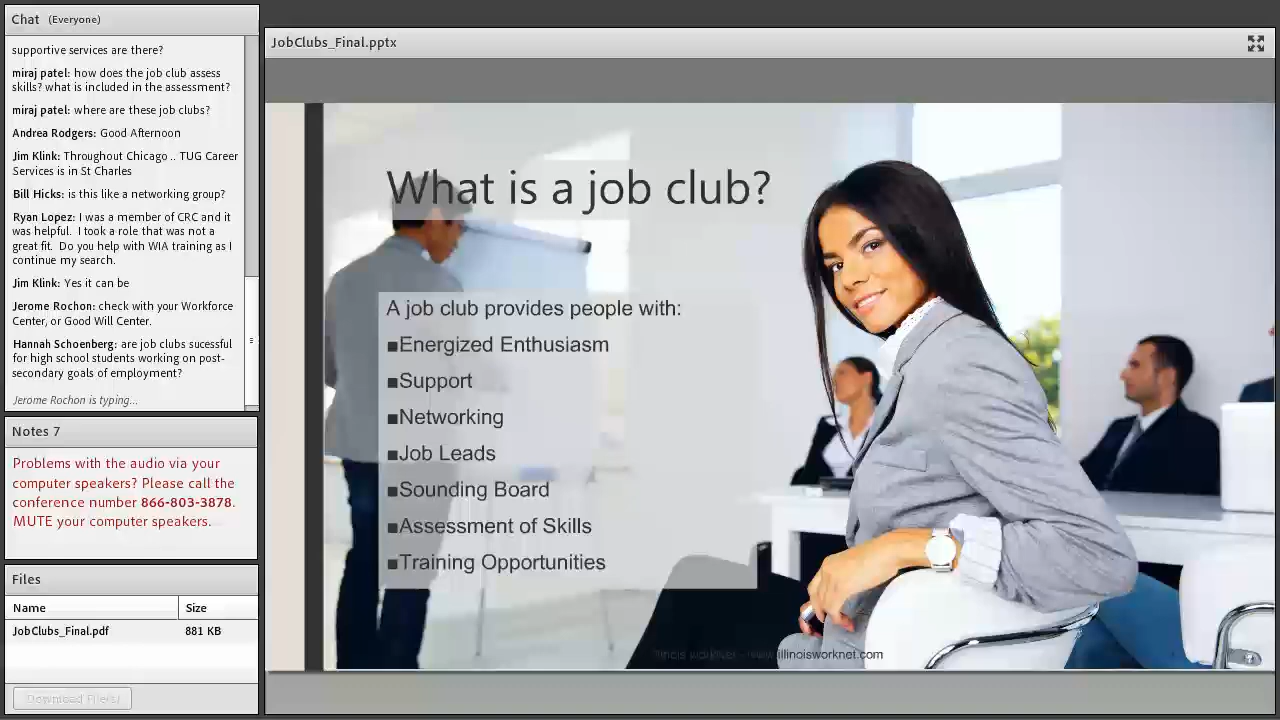 Chat (Everyone)
supportive services are there?
miraj patel: how does the job club assess
skills? what is included in the assessment?
miraj patel: where are these job clubs?
Andrea Rodgers: Good Afternoon
Jim Klink: Throughout Chicago .. TUG Career
Services is in St Charles
Bill Hicks: is this like a networking group?
Ryan Lopez: I was a member of CRC and it
was helpful. I took a role that was not a
great fit. Do you help with WIA training as I
continue my search.
Jim Klink: Yes it can be
Jerome Rochon: check with your Workforce
Center, or Good Will Center.
Hannah Schoenberg: are job clubs sucessful
for high school students working on post-
secondary goals of employment?
Jerome Rochon is typing...
Notes 7
Problems with the audio via your
computer speakers? Please call the
conference number 866-803-3878.
MUTE your computer speakers.
Files
Name Size
JobClubs_Final.pdf 881 KB
Download File(s)
JobClubs_Final.pptx
What is a job club?
A job club provides people with:
■Energized Enthusiasm
■Support
■Networking
■Job Leads
■Sounding Board
■Assessment of Skills
■Training Opportunities
www.illinoisworknet.com